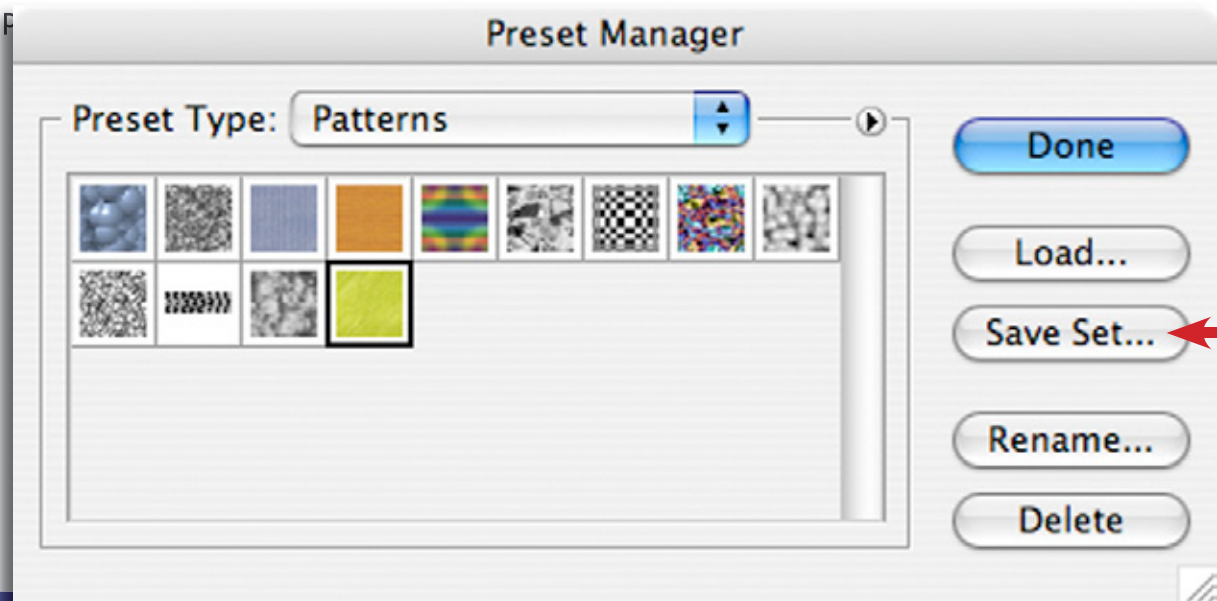 Preset Manager
Preset Type: Patterns
Done
Load...
Save Set...
Rename...
Delete